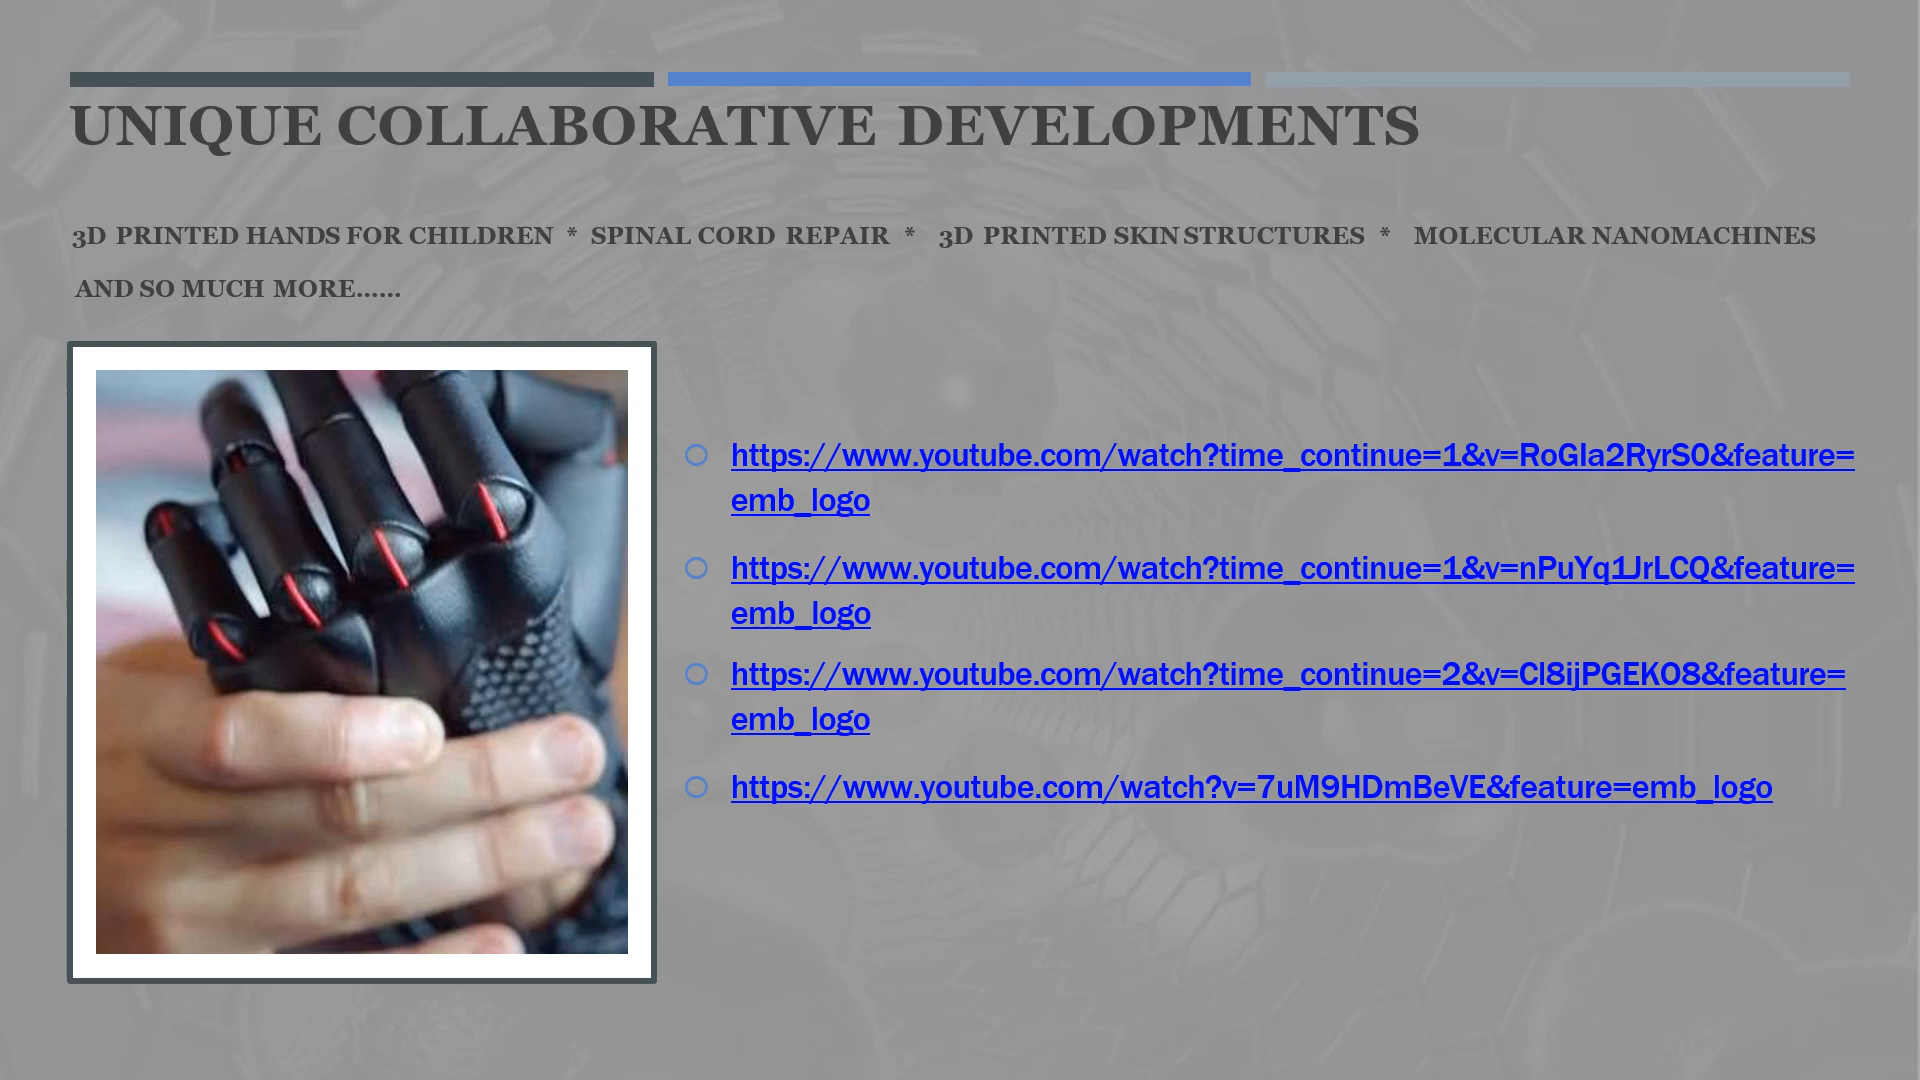 UNIQUE COLLABORATIVE DEVELOPMENTS
3D PRINTED HANDS FOR CHILDREN * SPINAL CORD REPAIR * 3D PRINTED SKIN STRUCTURES * MOLECULAR NANOMACHINES
AND SO MUCH MORE……
https://www.youtube.com/watch?time_continue=1&v=RoGIa2RyrS0&feature=
emb_logo
https://www.youtube.com/watch?time_continue=1&v=nPuYq1JrLCQ&feature=
emb_logo
https://www.youtube.com/watch?time_continue=2&v=Cl8ijPGEKO8&feature=
emb_logo
https://www.youtube.com/watch?v=7uM9HDmBeVE&feature=emb_logo